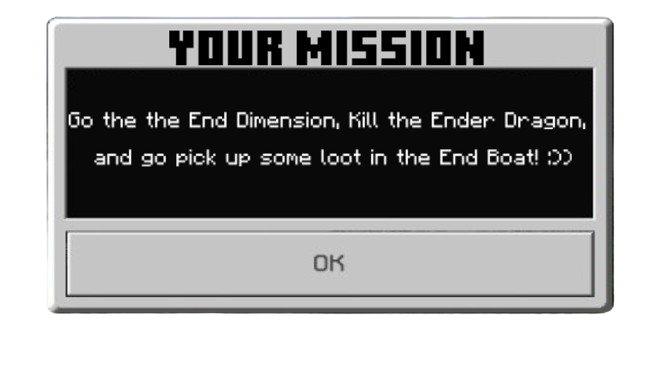 YOUR MISSION
Go the the End Dimension, Kill the Ender Dragon,
and go pick up some loot in the End Boat! :))
OK